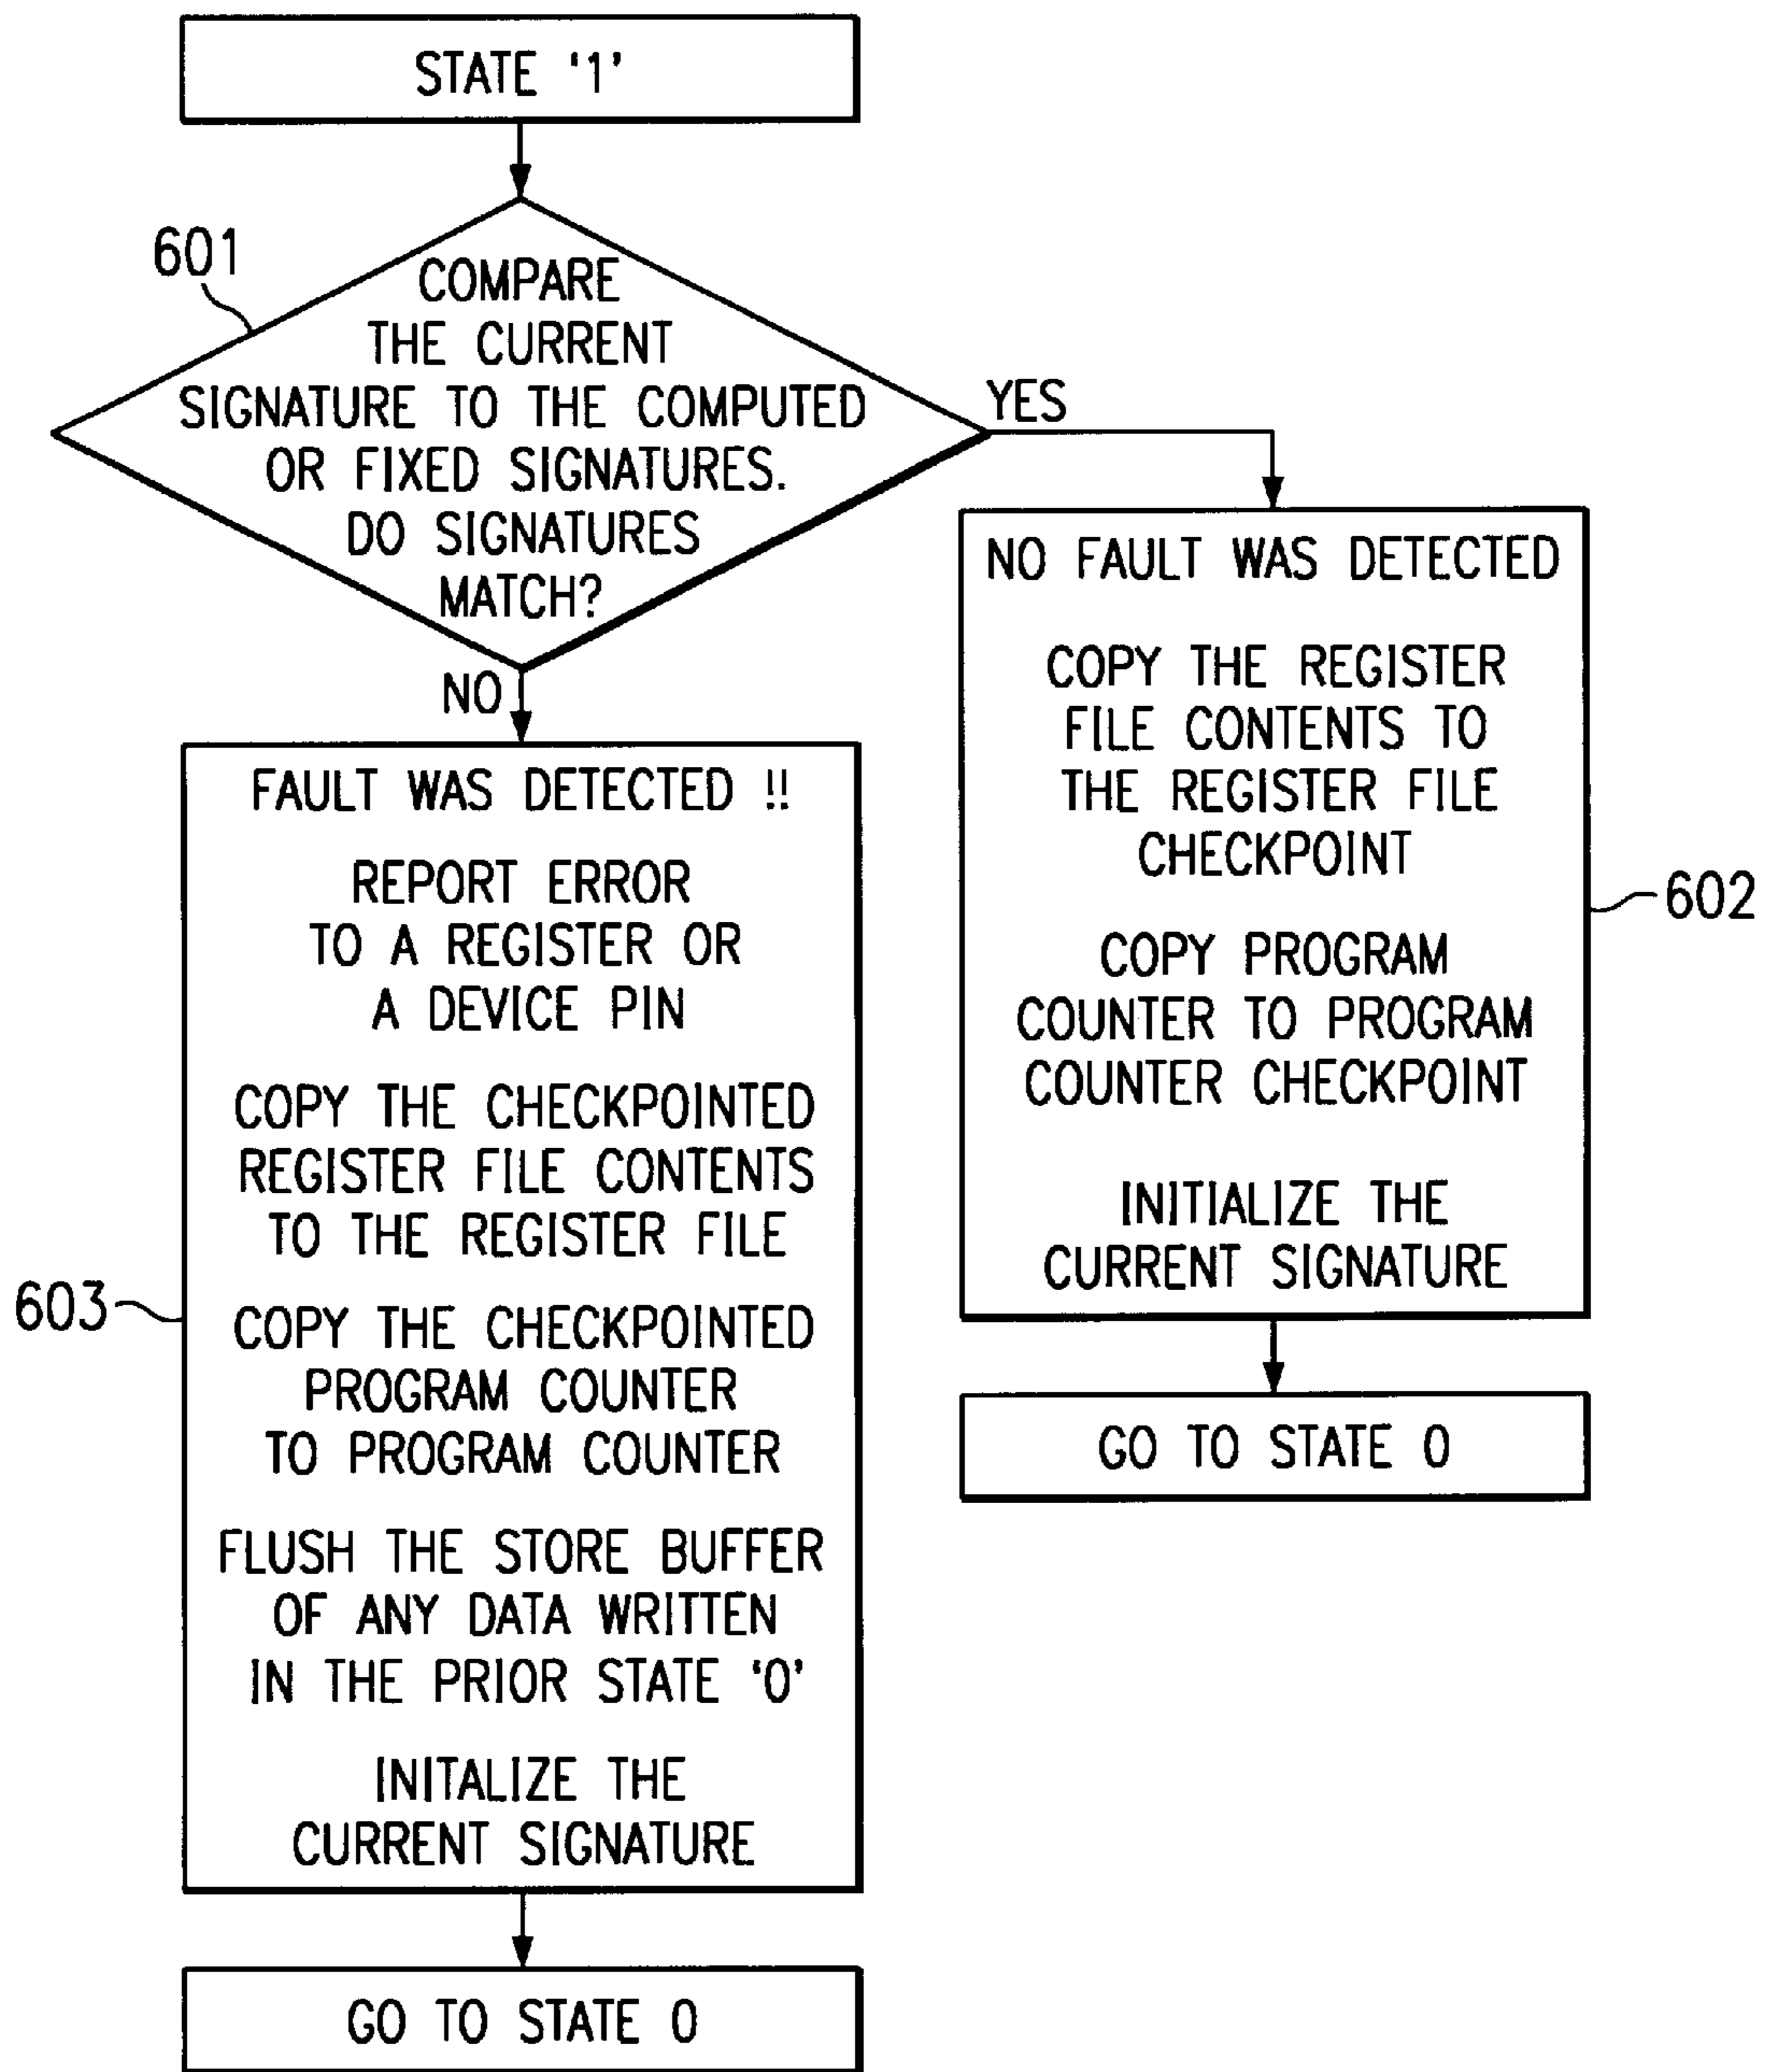 STATE '1'
601
COMPARE
THE CURRENT
SIGNATURE TO THE COMPUTED
OR FIXED SIGNATURES.
DO SIGNATURES
MATCH?
YES
NO
NO FAULT WAS DETECTED
COPY THE REGISTER
FILE CONTENTS TO
THE REGISTER FILE
CHECKPOINT
COPY PROGRAM
COUNTER TO PROGRAM
COUNTER CHECKPOINT
INITIALIZE THE
CURRENT SIGNATURE
602
GO TO STATE 0
FAULT WAS DETECTED !!
REPORT ERROR
TO A REGISTER OR
A DEVICE PIN
COPY THE CHECKPOINTED
REGISTER FILE CONTENTS
TO THE REGISTER FILE
603
COPY THE CHECKPOINTED
PROGRAM COUNTER
TO PROGRAM COUNTER
FLUSH THE STORE BUFFER
OF ANY DATA WRITTEN
IN THE PRIOR STATE '0'
INITALIZE THE
CURRENT SIGNATURE
GO TO STATE 0